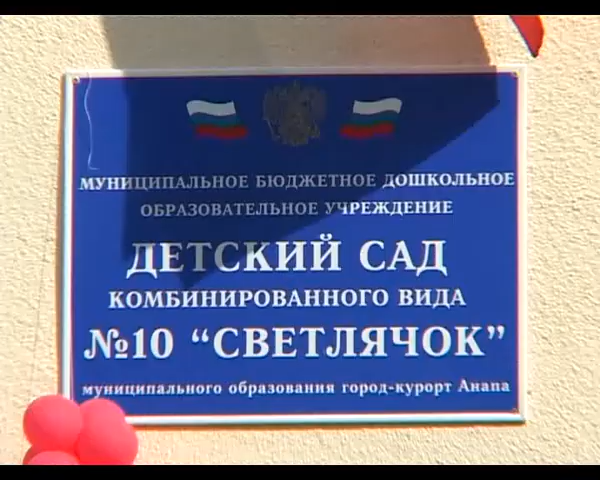 МУНИЦИПАЛЬНОЕ БЮДЖЕТНОЕ ДОШКОЛЬНОЕ
ОБРАЗОВАТЕЛЬНОЕ УЧРЕЖДЕНИЕ
ДЕТСКИЙ САД
КОМБИНИРОВАННОГО ВИДА
№10 “СВЕТЛЯЧОК”
муниципального образования город-курорт Анапа